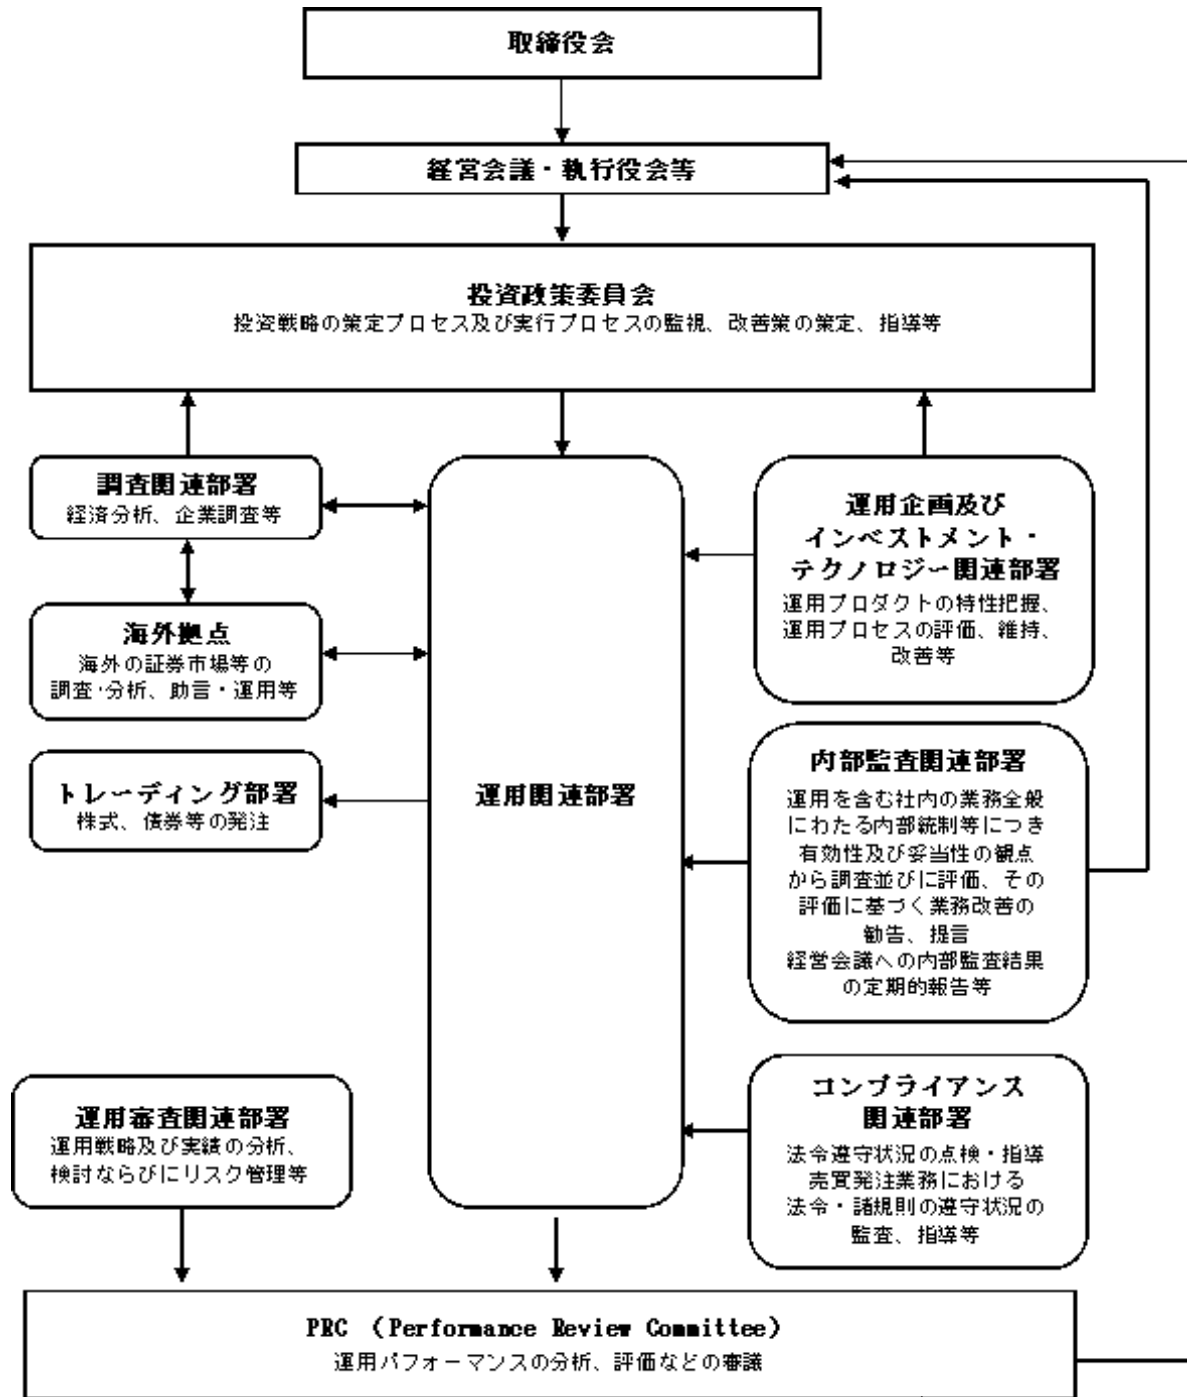 取締役会
経営会議・執行役会等
投資政策委員会
投資戦略の策定プロセス及び実行プロセスの監視、改善策の策定、指導等
調査関連部署
経済分析、企業調査等
海外拠点
海外の証券市場等の
調査・分析、助言・運用等
トレーディング部署
株式、債券等の発注
運用関連部署
運用企画及び
インベストメント・
テクノロジー関連部署
運用プロダクトの特性把握、
運用プロセスの評価、維持、
改善等
内部監査関連部署
運用を含む社内の業務全般
にわたる内部統制等につき
有効性及び妥当性の観点
から調査並びに評価、その
評価に基づく業務改善の
勧告、提言
経営会議への内部監査結果
の定期的報告等
運用審査関連部署
運用戦略及び実績の分析、
検討ならびにリスク管理等
コンプライアンス
関連部署
法令遵守状況の点検・指導
売買発注業務における
法令・諸規則の遵守状況の
監査、指導等
PRC （Performance Review Committee）
運用パフォーマンスの分析、評価などの審議